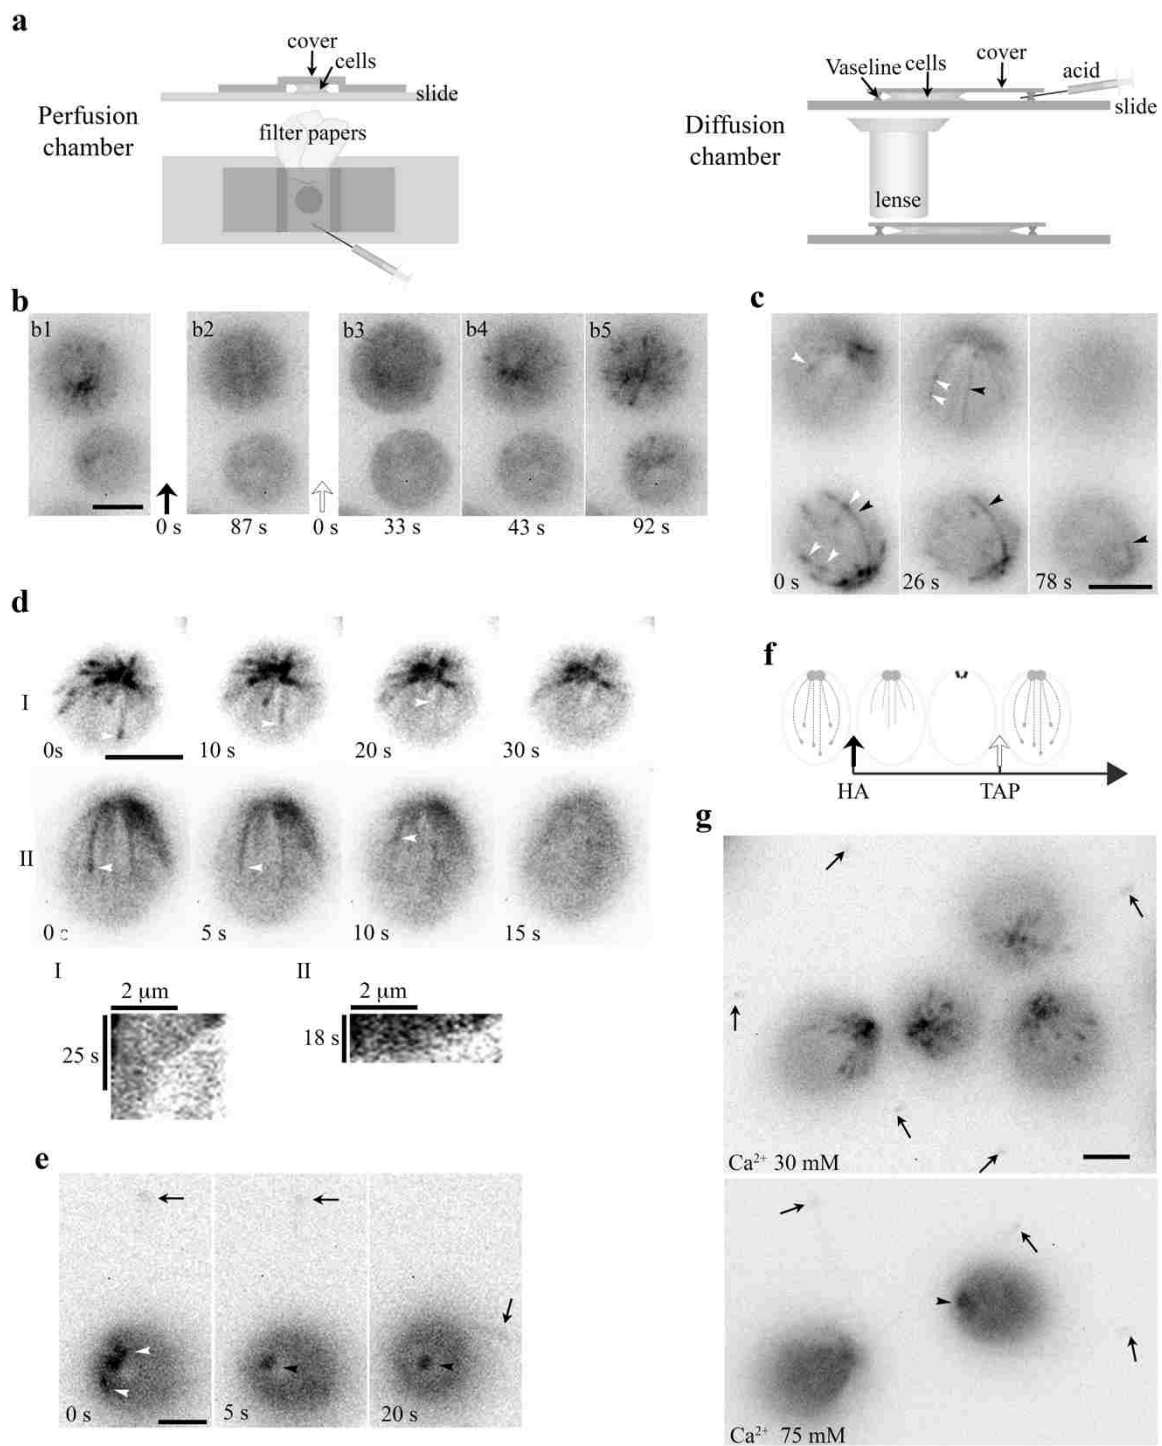 a
cover
cells
slide
Perfusion
chamber
filter papers
Vaseline
cells
cover
acid
slide
Diffusion
chamber
lense
b
b1
b2
b3
b4
b5
0 s
87 s
0 s
33 s
43 s
92 s
c
0 s
26 s
78 s
d
I
0s
10 s
20 s
30 s
II
0 s
5 s
10 s
15 s
I
2 μm
25 s
II
2 μm
18 s
e
0 s
5 s
20 s
f
HA
TAP
g
Ca²⁺ 30 mM
Ca²⁺ 75 mM